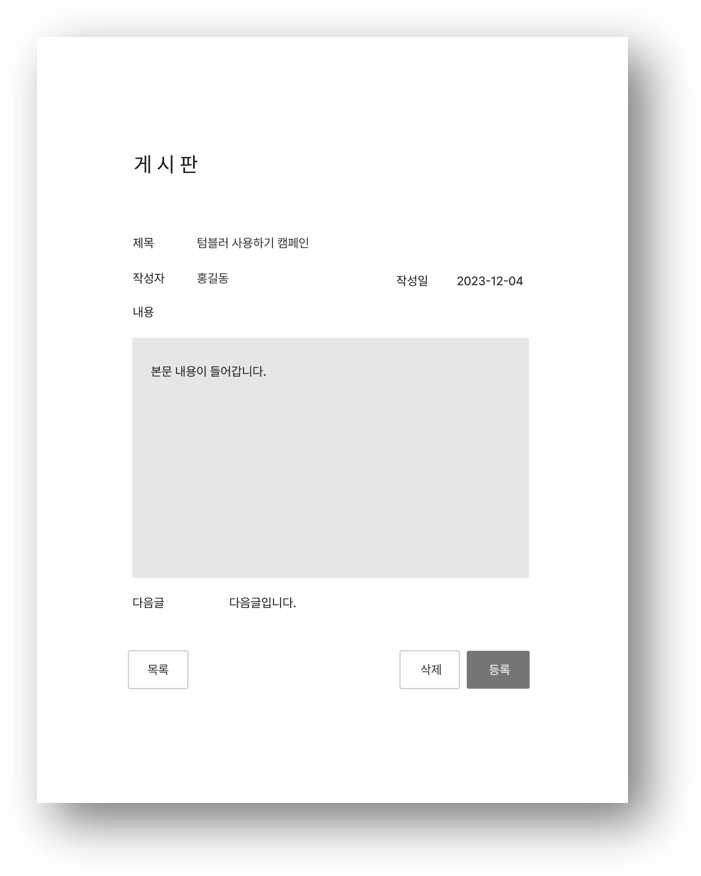 게 시 판
제목 텀블러 사용하기 캠페인
작성자 홍길동 작성일 2023-12-04
내용
본문 내용이 들어갑니다.
다음글 다음글입니다.
목록 삭제 등록